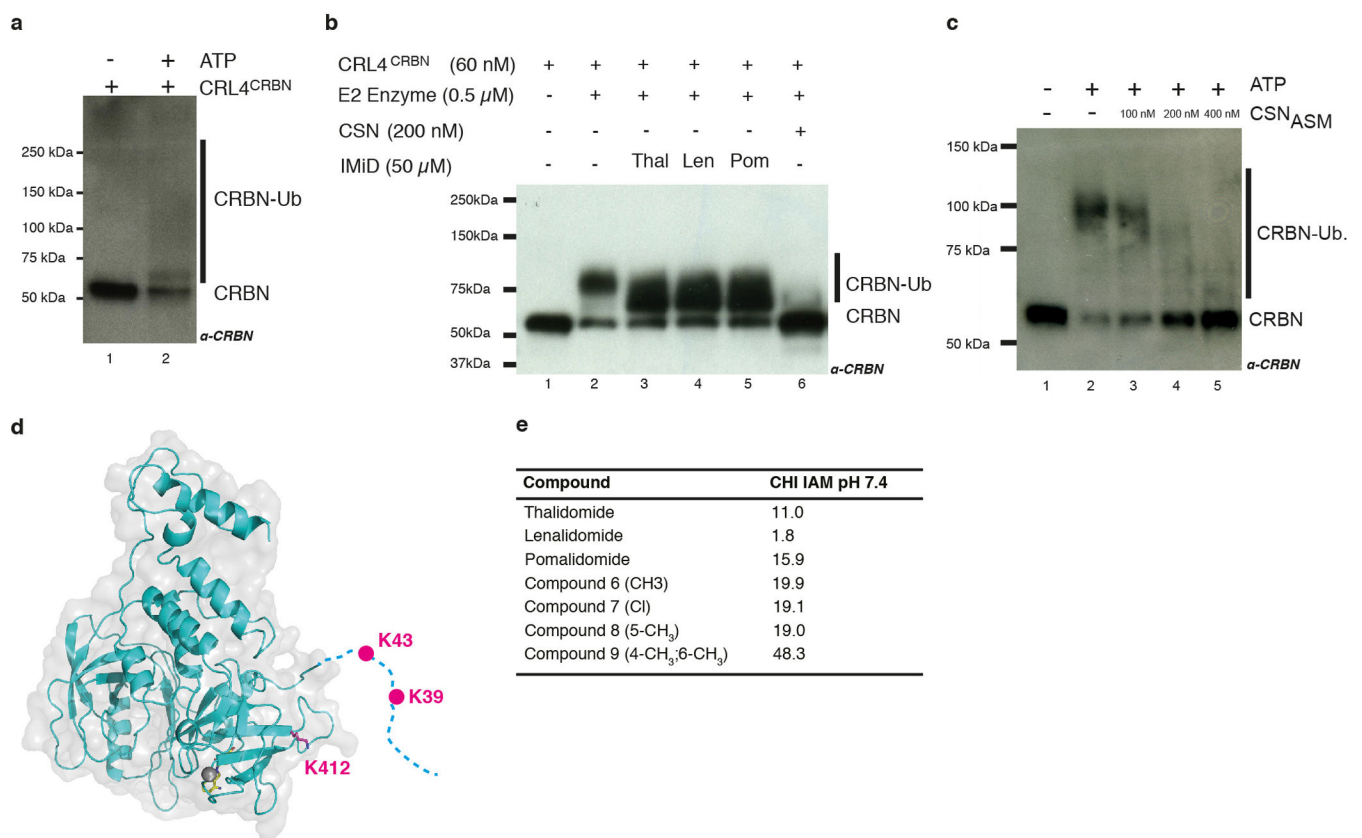 a
- + ATP
+ + CRL4CRBN
250 kDa
150 kDa
100 kDa
75 kDa
50 kDa
CRBN-Ub
CRBN
α-CRBN
1 2
b
CRL4CRBN (60 nM) + + + + + +
E2 Enzyme (0.5 µM) - + + + + +
CSN (200 nM) - - - - - +
IMiD (50 µM) - - Thal Len Pom -
250kDa
150kDa
75kDa
50kDa
37kDa
CRBN-Ub
CRBN
α-CRBN
1 2 3 4 5 6
c
- + + + + ATP
- - 100 nM 200 nM 400 nM CSNASM
150 kDa
100 kDa
75 kDa
50 kDa
CRBN-Ub.
CRBN
α-CRBN
1 2 3 4 5
d
K43
K39
K412
e
Compound CHI IAM pH 7.4
Thalidomide 11.0
Lenalidomide 1.8
Pomalidomide 15.9
Compound 6 (CH3) 19.9
Compound 7 (Cl) 19.1
Compound 8 (5-CH3) 19.0
Compound 9 (4-CH3;6-CH3) 48.3